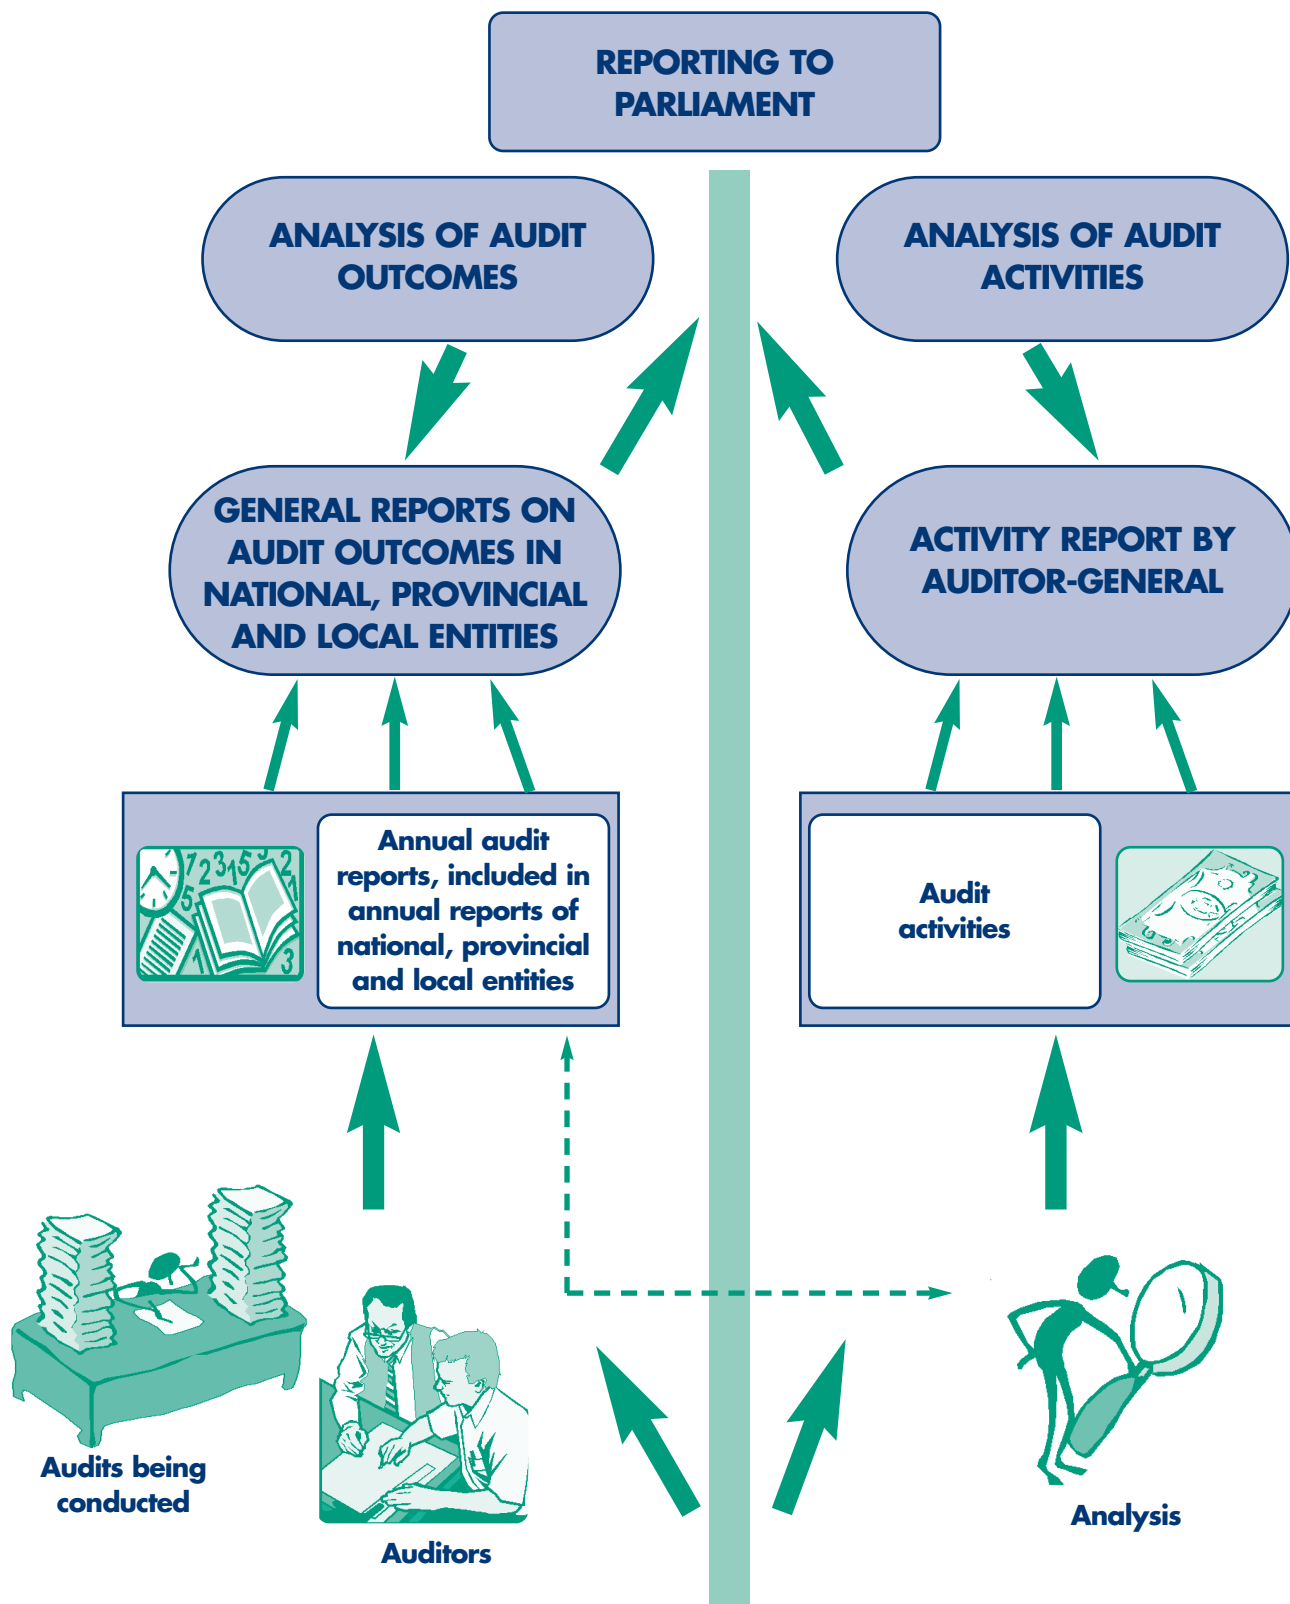 REPORTING TO
PARLIAMENT
ANALYSIS OF AUDIT
OUTCOMES
ANALYSIS OF AUDIT
ACTIVITIES
GENERAL REPORTS ON
AUDIT OUTCOMES IN
NATIONAL, PROVINCIAL
AND LOCAL ENTITIES
ACTIVITY REPORT BY
AUDITOR-GENERAL
Annual audit
reports, included in
annual reports of
national, provincial
and local entities
Audit
activities
Audits being
conducted
Auditors
Analysis